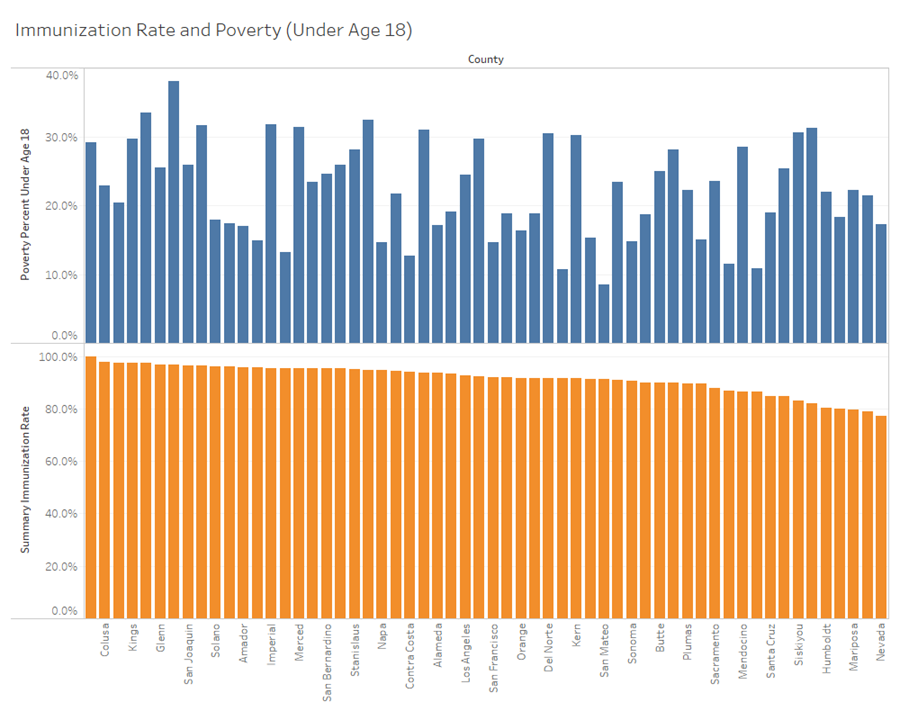 Immunization Rate and Poverty (Under Age 18)
County
Poverty Percent Under Age 18
40.0%
30.0%
20.0%
10.0%
0.0%
Summary Immunization Rate
100.0%
80.0%
60.0%
40.0%
20.0%
0.0%
Colusa
Kings
Glenn
San Joaquin
Solano
Amador
Imperial
Merced
San Bernardino
Stanislaus
Napa
Contra Costa
Alameda
Los Angeles
San Francisco
Orange
Del Norte
Kern
San Mateo
Sonoma
Butte
Plumas
Sacramento
Mendocino
Santa Cruz
Siskiyou
Humboldt
Mariposa
Nevada